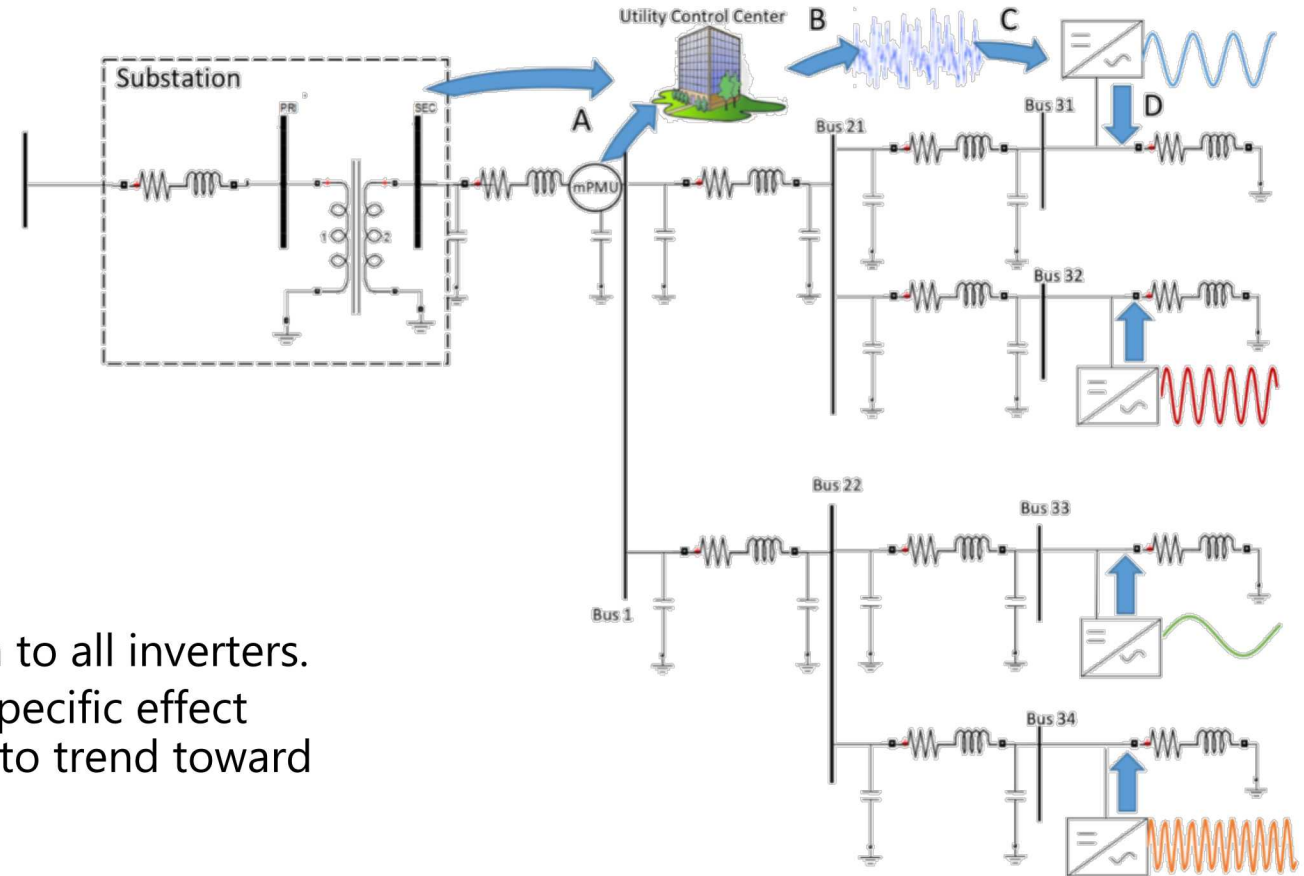 Utility Control Center
B
C
Substation
PRI
SEC
A
D
Bus 31
Bus 21
mPMU
1
2
Bus 32
Bus 22
Bus 33
Bus 1
to all inverters.
pecific effect
to trend toward
Bus 34